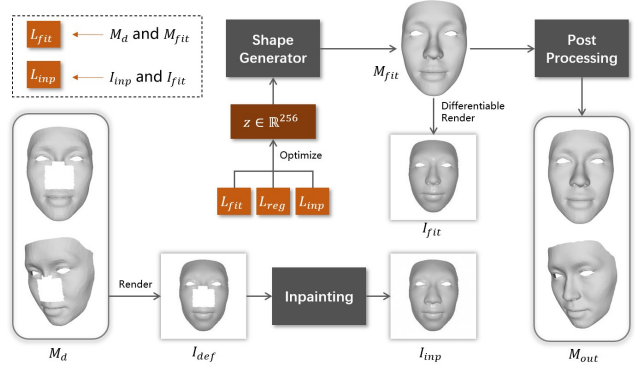 L_fit ← M_d and M_fit
L_inp ← I_inp and I_fit
Shape
Generator
M_fit
Post
Processing
Differentiable
Render
z ∈ ℝ^256
Optimize
L_fit L_reg L_inp
I_fit
Render
Inpainting
M_d
I_def
I_inp
M_out